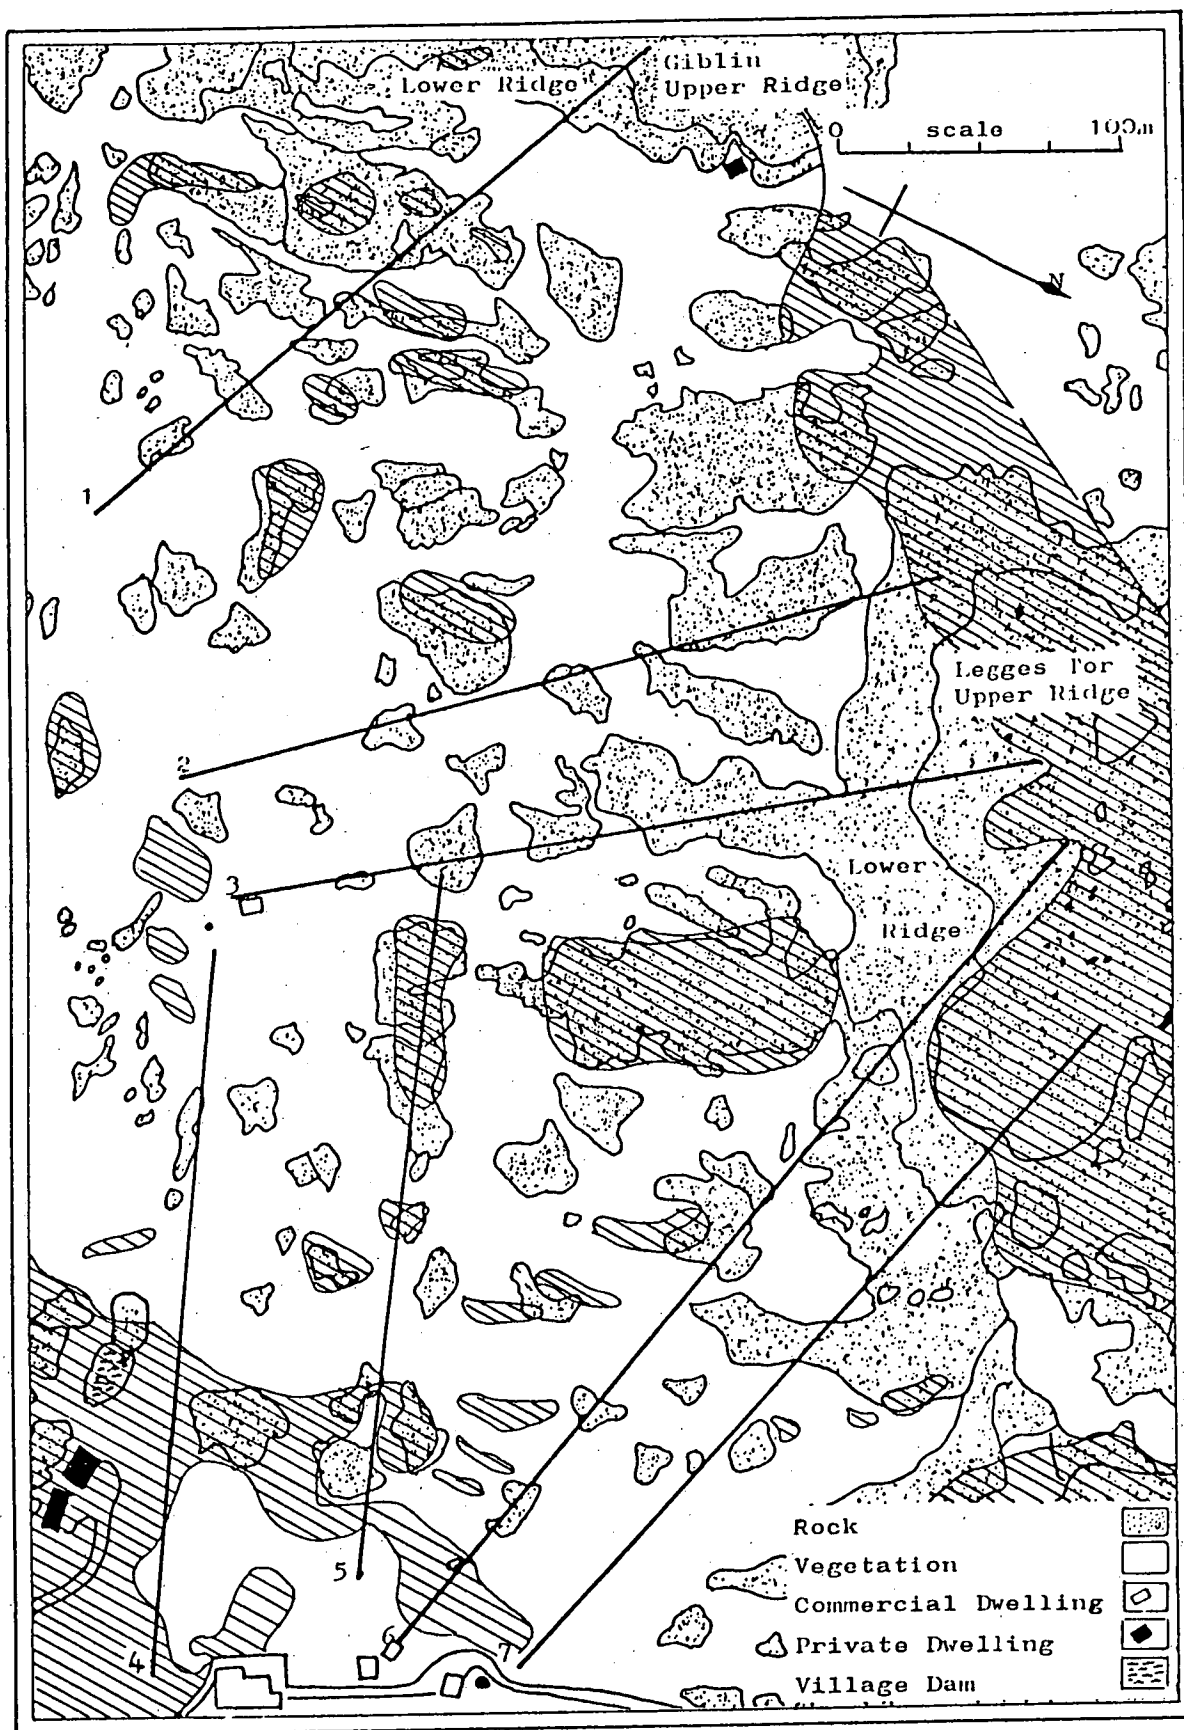 Lower Ridge
Giblin
Upper Ridge
0 scale 100m
N
1
Legges Tor
Upper Ridge
2
3
Lower
Ridge
Rock
Vegetation
Commercial Dwelling
Private Dwelling
Village Dam
4
5
6
7